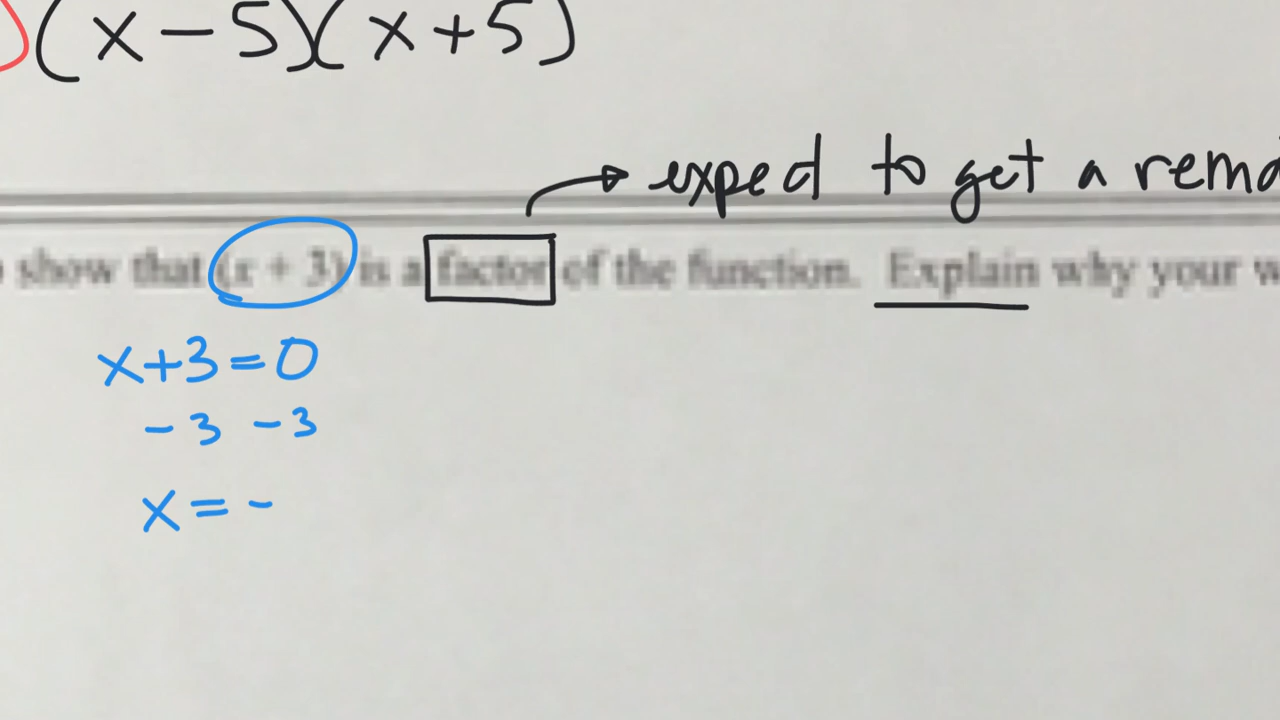 )(x-5)(x+5)
exped to get a rema
show that (x + 3) is a factor of the function. Explain why your w
x+3=0
-3 -3
x=-